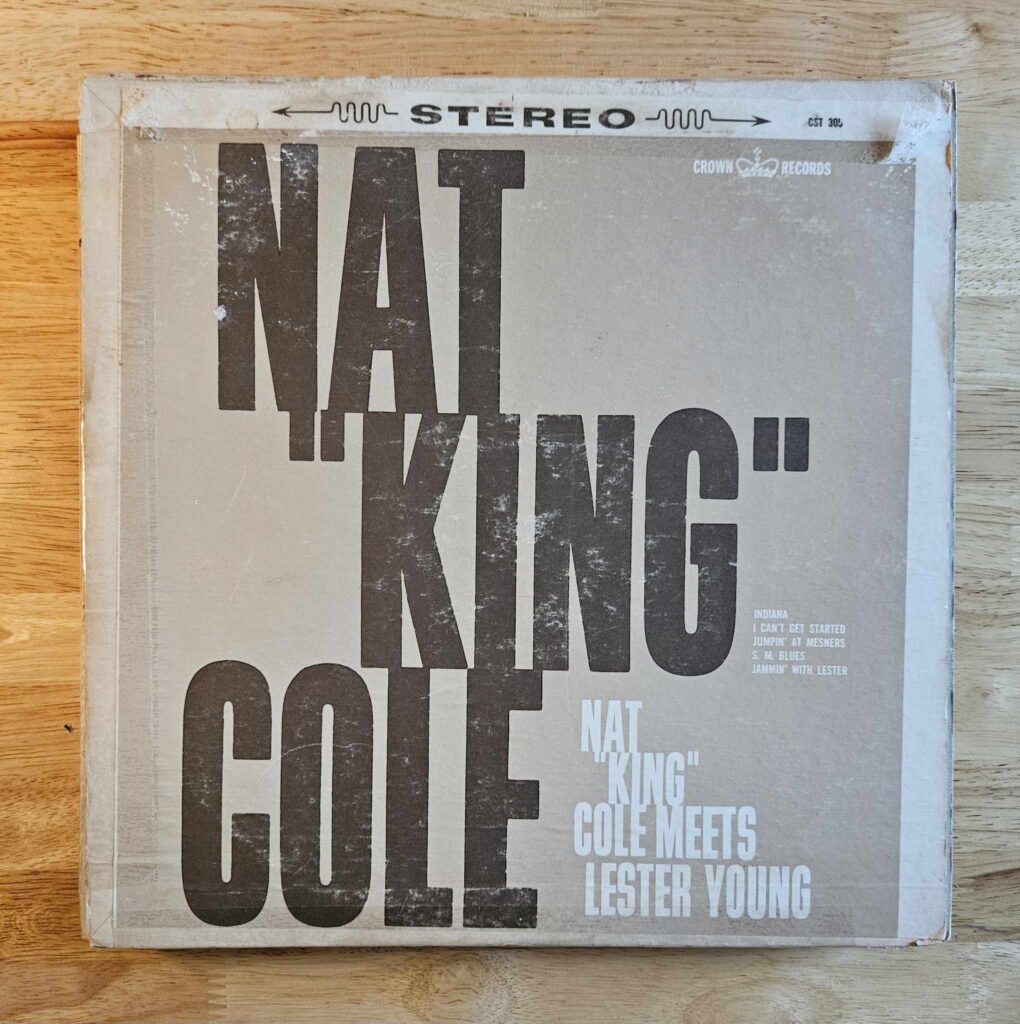 STEREO CST 305
CROWN RECORDS
NAT
"KING"
COLE
INDIANA
I CAN'T GET STARTED
JUMPIN' AT MESNERS
S. M. BLUES
JAMMIN' WITH LESTER
NAT
"KING"
COLE MEETS
LESTER YOUNG